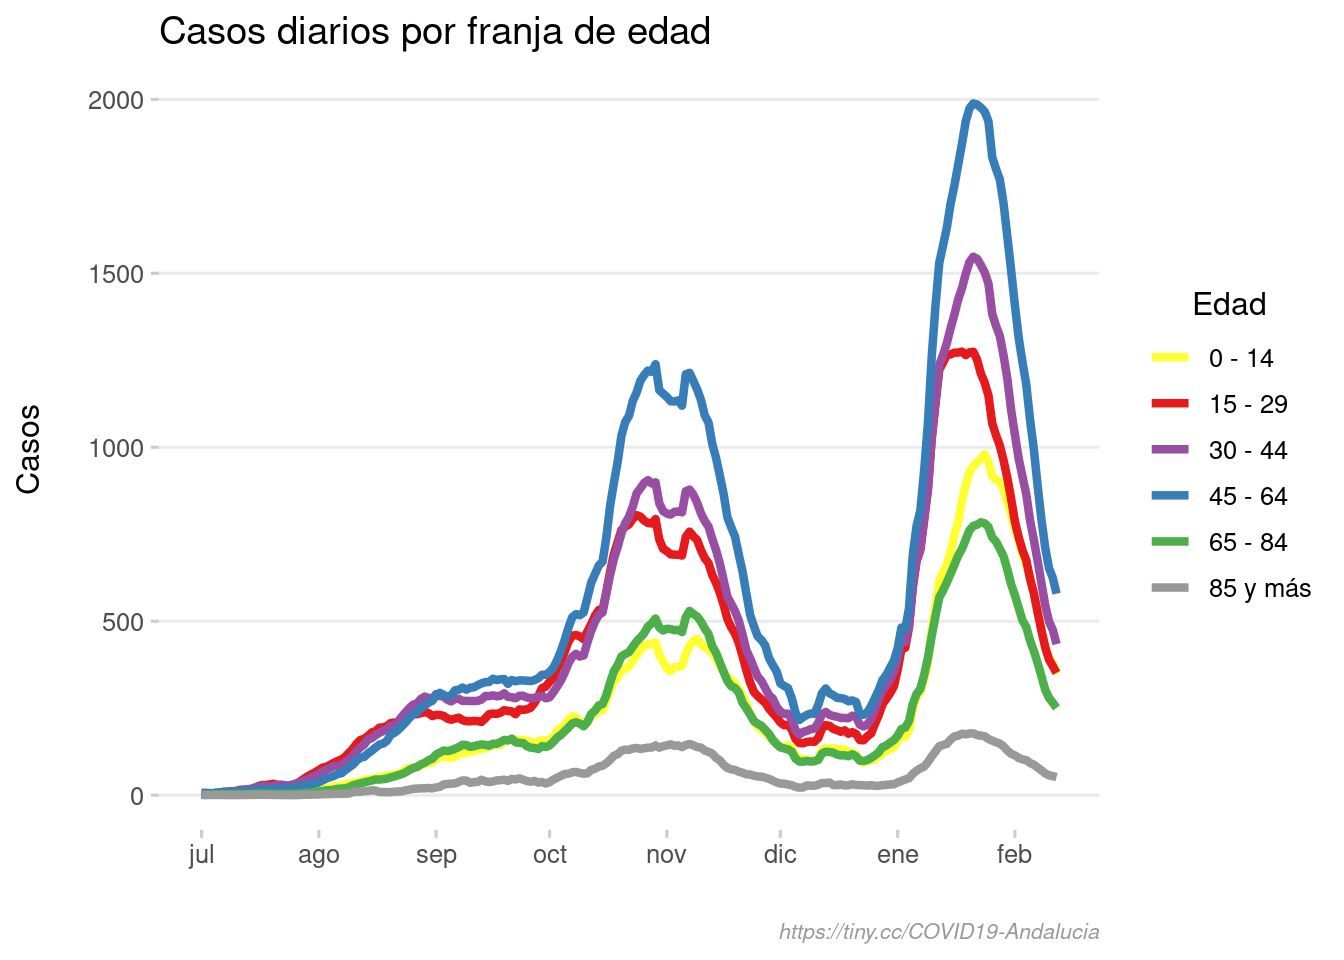 Casos diarios por franja de edad
Casos
2000
1500
1000
500
0
jul ago sep oct nov dic ene feb
Edad
0 - 14
15 - 29
30 - 44
45 - 64
65 - 84
85 y más
https://tiny.cc/COVID19-Andalucia